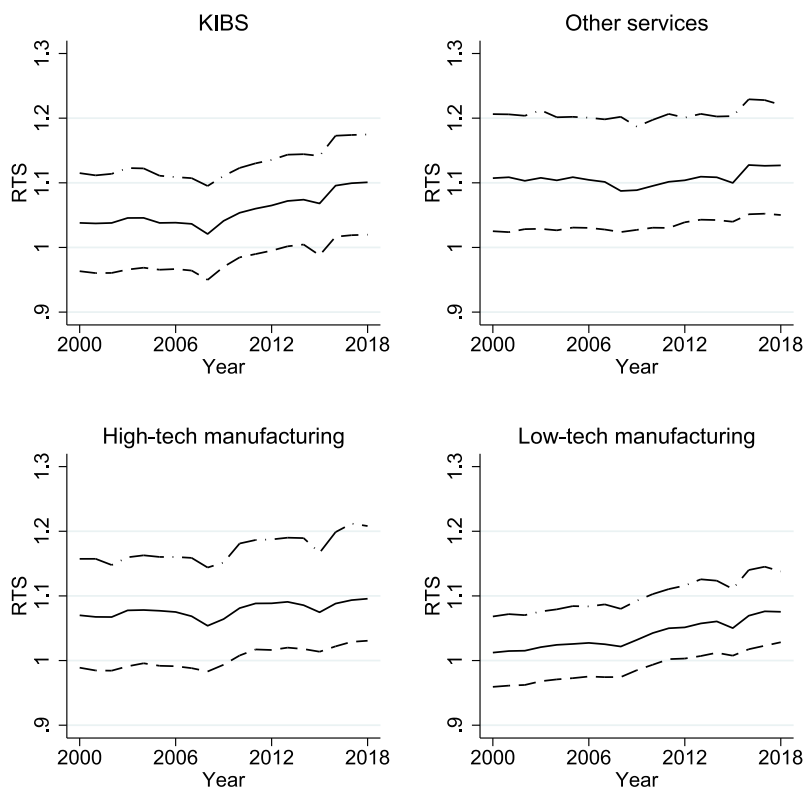 KIBS
1.3
1.2
1.1
1
.9
RTS
2000 2006 2012 2018
Year
Other services
1.3
1.2
1.1
1
.9
RTS
2000 2006 2012 2018
Year
High-tech manufacturing
1.3
1.2
1.1
1
.9
RTS
2000 2006 2012 2018
Year
Low-tech manufacturing
1.3
1.2
1.1
1
.9
RTS
2000 2006 2012 2018
Year